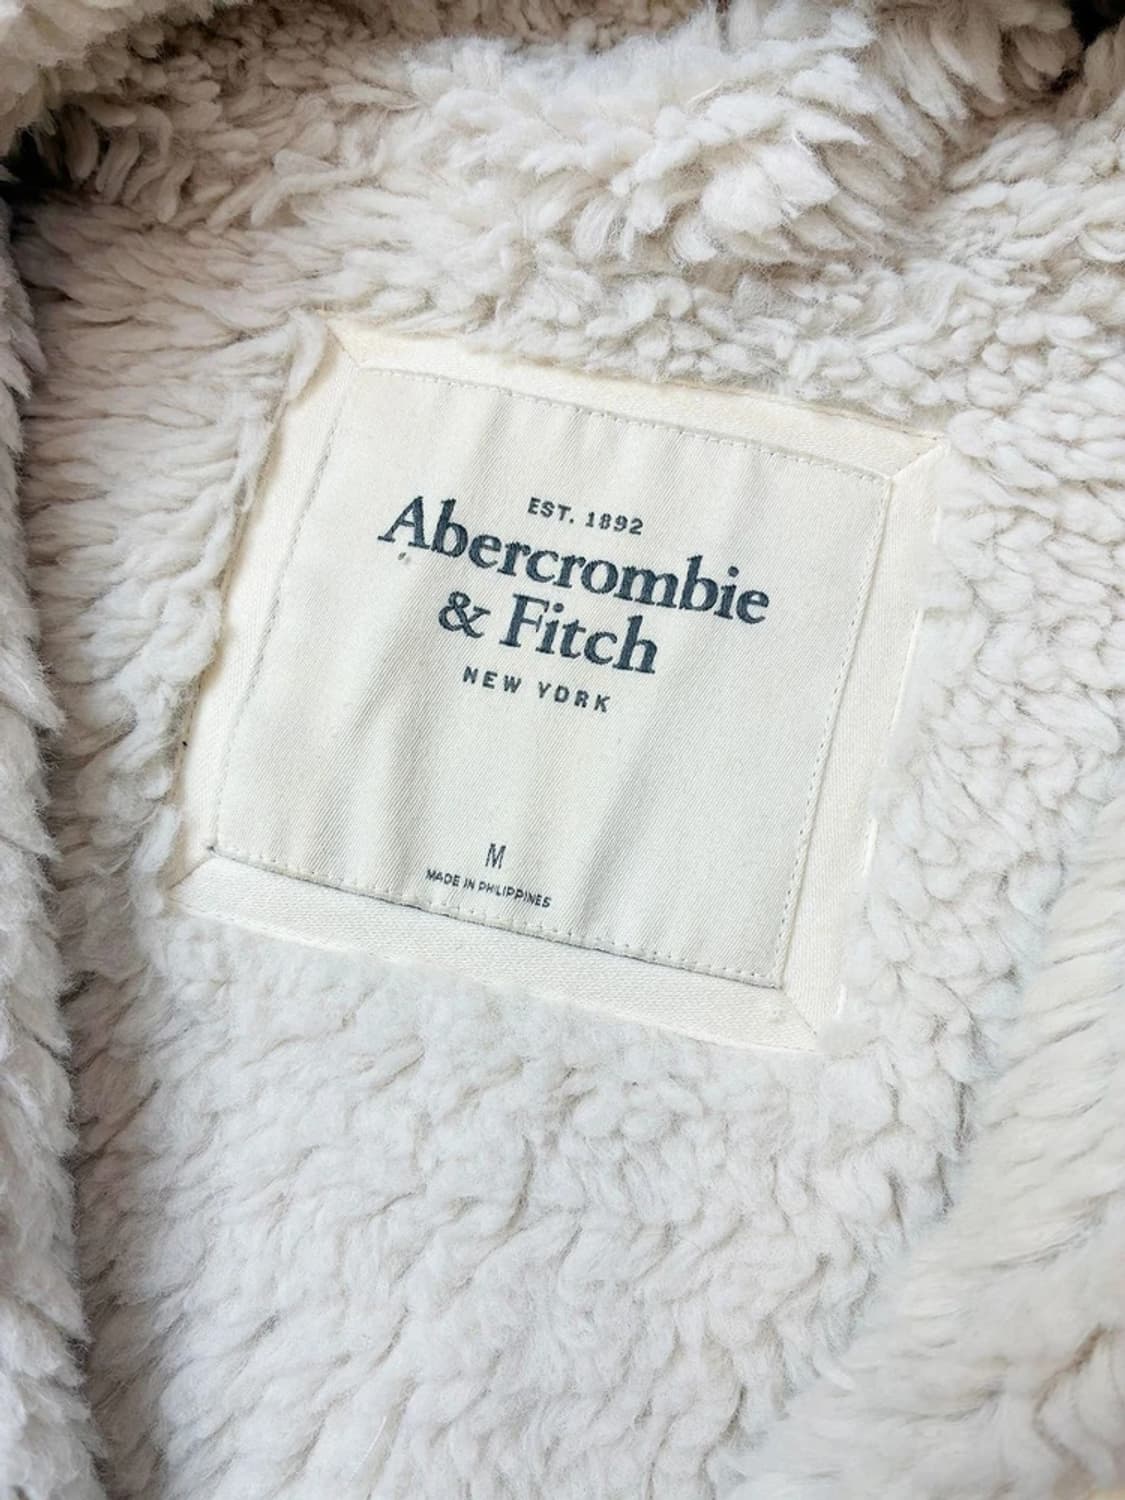 EST. 1892
Abercrombie
& Fitch
NEW YORK
M
MADE IN PHILIPPINES